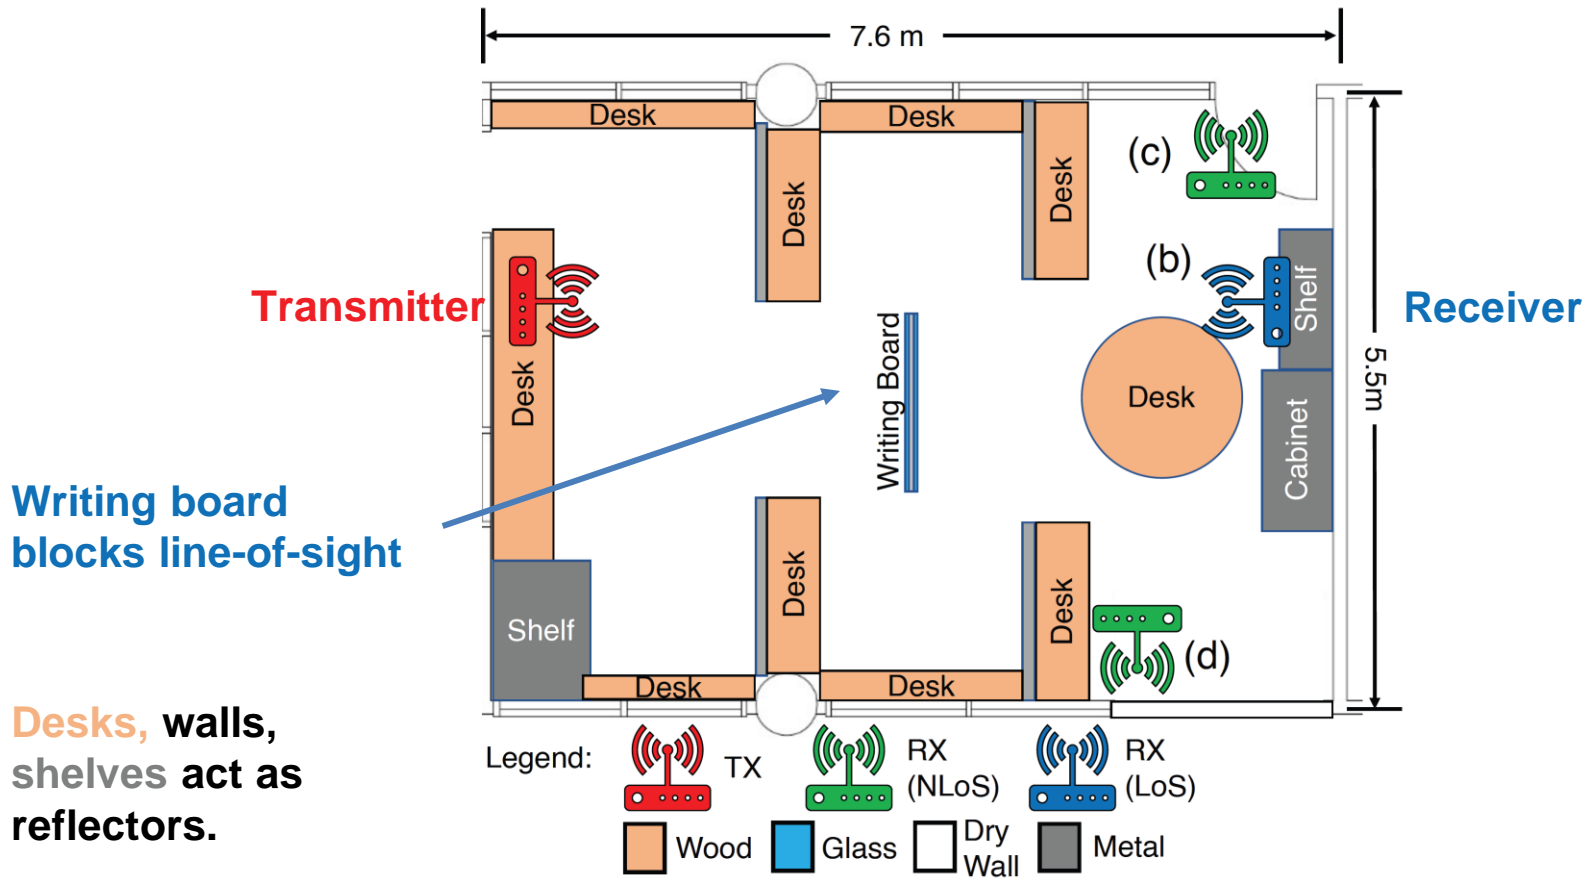 7.6 m
Desk
Desk
(c)
Desk
Desk
(b)
Transmitter
Shelf
Receiver
Desk
Writing Board
Desk
5.5m
Cabinet
Writing board
blocks line-of-sight
Desk
Desk
Shelf
(d)
Desk
Desk
Desks, walls,
shelves act as
reflectors.
Legend:
TX
RX
(NLoS)
RX
(LoS)
Wood
Glass
Dry
Wall
Metal